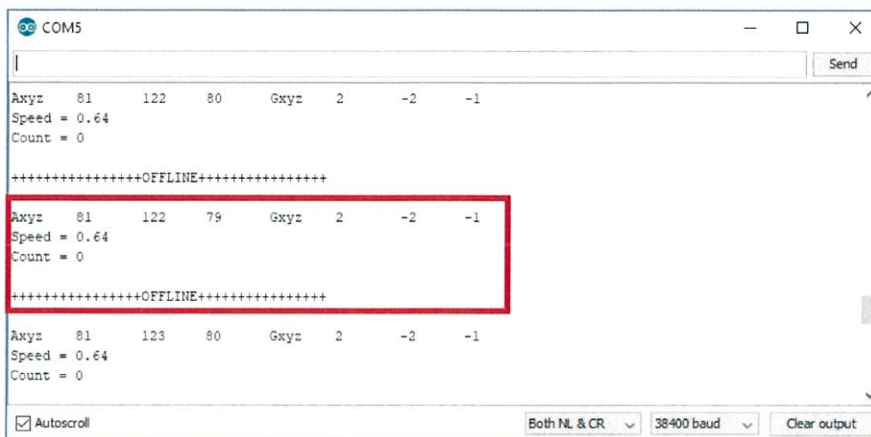 COM5
Send
Axyz 81 122 80 Gxyz 2 -2 -1
Speed = 0.64
Count = 0
++++++++++++++++OFFLINE++++++++++++++++
Axyz 81 122 79 Gxyz 2 -2 -1
Speed = 0.64
Count = 0
++++++++++++++++OFFLINE++++++++++++++++
Axyz 81 123 80 Gxyz 2 -2 -1
Speed = 0.64
Count = 0
Autoscroll Both NL & CR 38400 baud Clear output